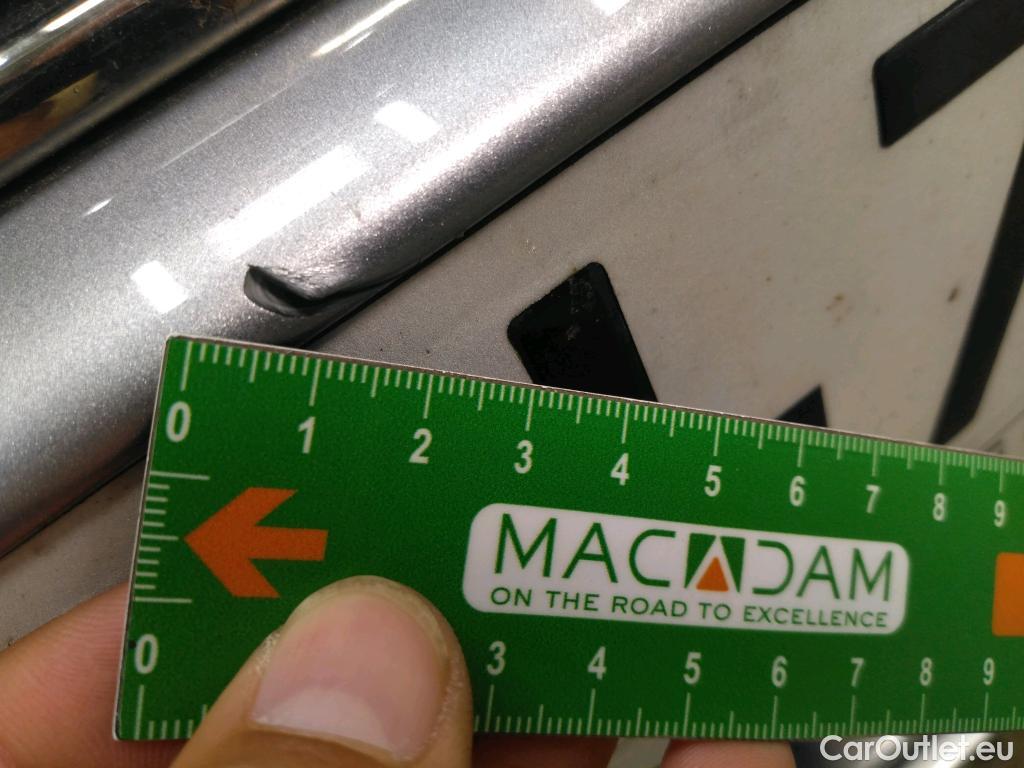 0 1 2 3 4 5 6 7 8 9
MACADAM
ON THE ROAD TO EXCELLENCE
0 3 4 5 6 7 8 9
CarOutlet.eu